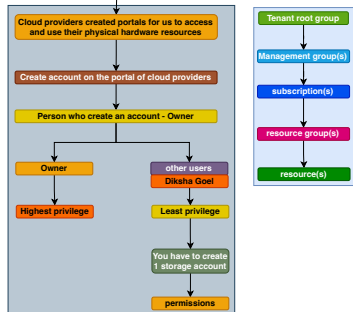 Cloud providers created portals for us to access
and use their physical hardware resources
Create account on the portal of cloud providers
Person who create an account - Owner
Owner
other users
Diksha Goel
Highest privilege
Least privilege
You have to create
1 storage account
permissions
Tenant root group
Management group(s)
subscription(s)
resource group(s)
resource(s)